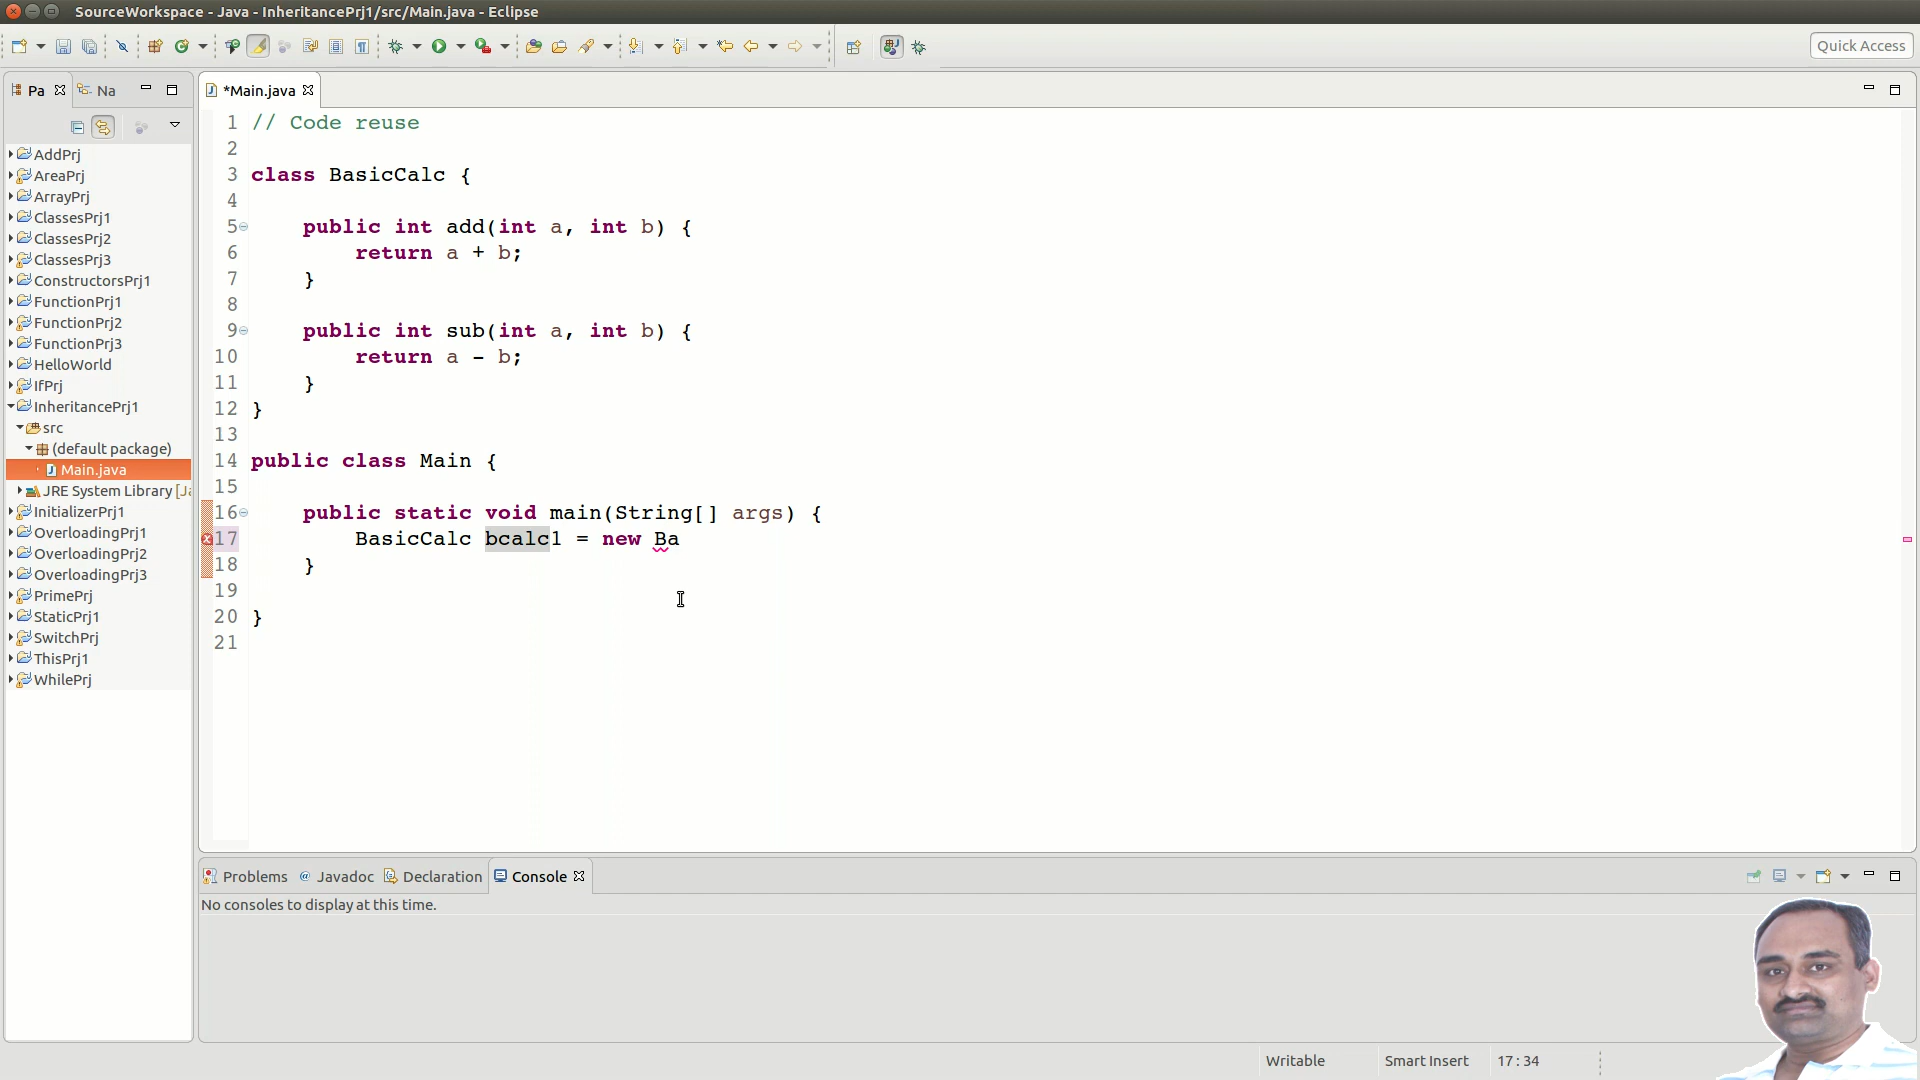 SourceWorkspace - Java - InheritancePrj1/src/Main.java - Eclipse
Quick Access
Pa
Na
*Main.java
AddPrj
AreaPrj
ArrayPrj
ClassesPrj1
ClassesPrj2
ClassesPrj3
ConstructorsPrj1
FunctionPrj1
FunctionPrj2
FunctionPrj3
HelloWorld
IfPrj
InheritancePrj1
src
(default package)
Main.java
JRE System Library [Ja
InitializerPrj1
OverloadingPrj1
OverloadingPrj2
OverloadingPrj3
PrimePrj
StaticPrj1
SwitchPrj
ThisPrj1
WhilePrj
1 // Code reuse
2
3 class BasicCalc {
4
5 public int add(int a, int b) {
6 return a + b;
7 }
8
9 public int sub(int a, int b) {
10 return a - b;
11 }
12 }
13
14 public class Main {
15
16 public static void main(String[] args) {
17 BasicCalc bcalc1 = new Ba
18 }
19
20 }
21
Problems @ Javadoc Declaration Console
No consoles to display at this time.
Writable Smart Insert 17 : 34